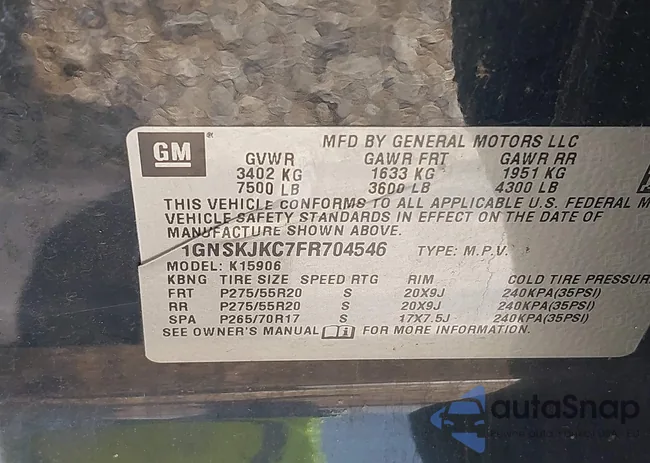 GM
MFD BY GENERAL MOTORS LLC
GVWR GAWR FRT GAWR RR
3402 KG 1633 KG 1951 KG
7500 LB 3600 LB 4300 LB
THIS VEHICLE CONFORMS TO ALL APPLICABLE U.S. FEDERAL M
VEHICLE SAFETY STANDARDS IN EFFECT ON THE DATE OF
MANUFACTURE SHOWN ABOVE.
1GNSKJKC7FR704546 TYPE: M.P.V.
MODEL: K15906
KBNG TIRE SIZE SPEED RTG RIM COLD TIRE PRESSUR
FRT P275/55R20 S 20X9J 240KPA(35PSI)
RR P275/55R20 S 20X9J 240KPA(35PSI)
SPA P265/70R17 S 17X7.5J 240KPA(35PSI)
SEE OWNER'S MANUAL FOR MORE INFORMATION.
autaSnap